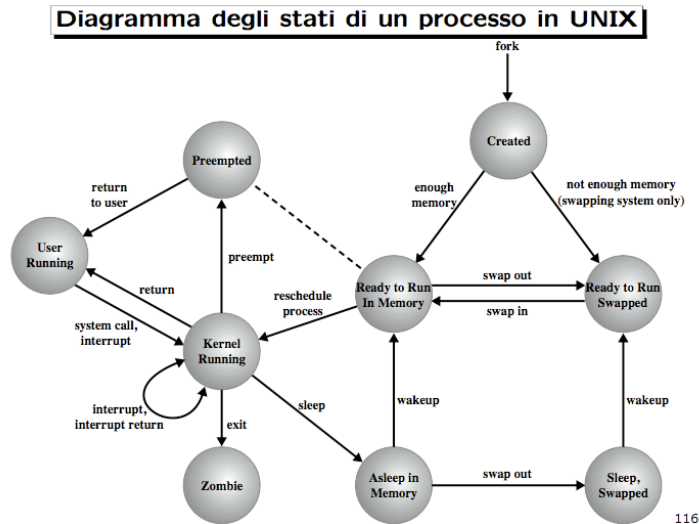 Diagramma degli stati di un processo in UNIX
fork
Created
Preempted
enough
memory
not enough memory
(swapping system only)
return
to user
User
Running
preempt
return
Ready to Run
In Memory
swap out
swap in
Ready to Run
Swapped
reschedule
process
system call,
interrupt
Kernel
Running
interrupt,
interrupt return
sleep
exit
wakeup
wakeup
Zombie
Asleep in
Memory
swap out
Sleep,
Swapped
116